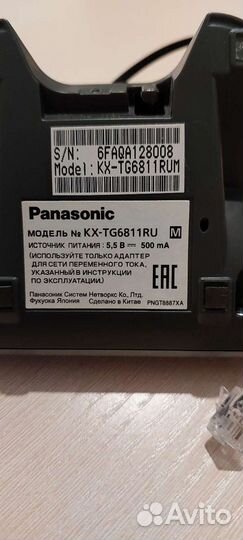 S/N: 6FAQA128008
Model: KX-TG6811RUM
Panasonic
МОДЕЛЬ № KX-TG6811RU M
ИСТОЧНИК ПИТАНИЯ : 5,5 В 500 mA
(ИСПОЛЬЗУЙТЕ ТОЛЬКО АДАПТЕР
ДЛЯ СЕТИ ПЕРЕМЕННОГО ТОКА,
УКАЗАННЫЙ В ИНСТРУКЦИИ
ПО ЭКСПЛУАТАЦИИ.)
EAC
Панасоник Систем Нетворкс Ко., Лтд.
Фукуока Япония Сделано в Китае PNGT8887XA
Avito